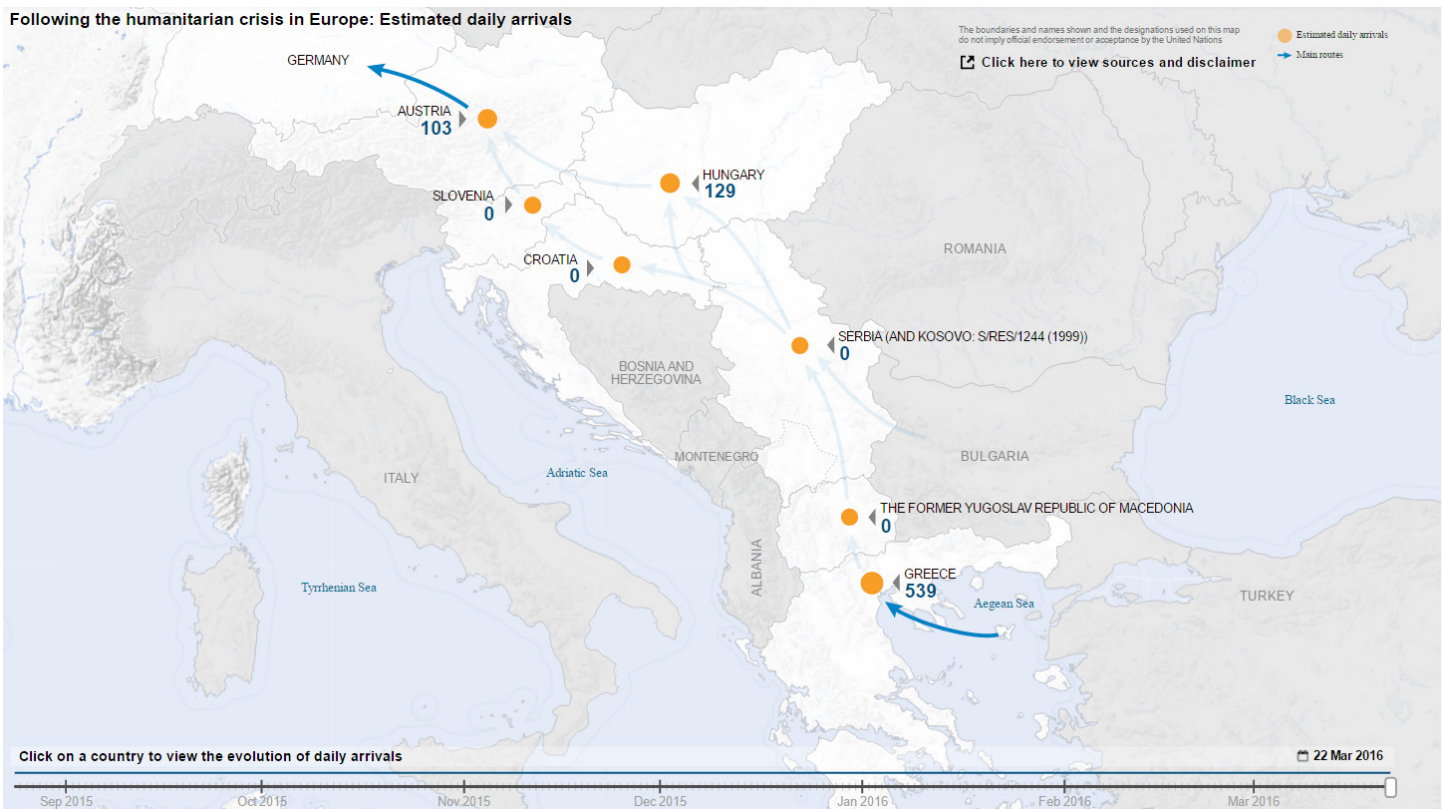 Following the humanitarian crisis in Europe: Estimated daily arrivals
The boundaries and names shown and the designations used on this map
do not imply official endorsement or acceptance by the United Nations
Click here to view sources and disclaimer
Estimated daily arrivals
Main routes
GERMANY
AUSTRIA
103
HUNGARY
129
SLOVENIA
0
CROATIA
0
ROMANIA
SERBIA (AND KOSOVO: S/RES/1244 (1999))
0
BOSNIA AND
HERZEGOVINA
Black Sea
MONTENEGRO
BULGARIA
ITALY
Adriatic Sea
THE FORMER YUGOSLAV REPUBLIC OF MACEDONIA
0
ALBANIA
GREECE
539
Tyrrhenian Sea
Aegean Sea
TURKEY
Click on a country to view the evolution of daily arrivals
22 Mar 2016
Sep 2015
Oct 2015
Nov 2015
Dec 2015
Jan 2016
Feb 2016
Mar 2016